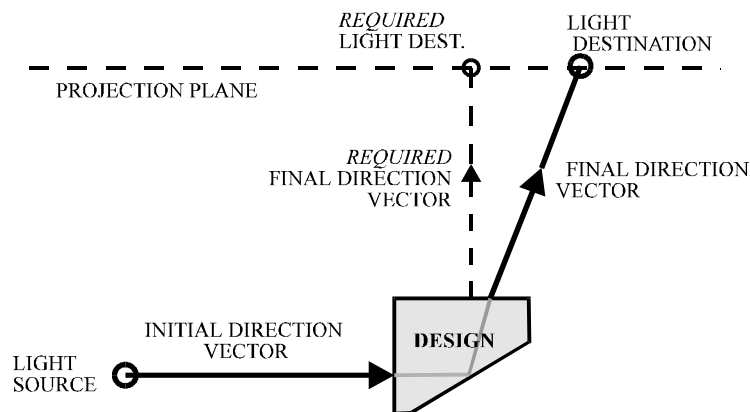 REQUIRED
LIGHT DEST.
LIGHT
DESTINATION
PROJECTION PLANE
REQUIRED
FINAL DIRECTION
VECTOR
FINAL DIRECTION
VECTOR
INITIAL DIRECTION
VECTOR
DESIGN
LIGHT
SOURCE